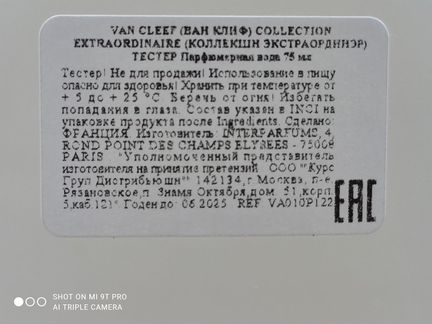 VAN CLEEF (ВАН КЛИФ) COLLECTION
EXTRAORDINAIRE (КОЛЛЕКШН ЭКСТРАОРДИНЭР)
ТЕСТЕР Парфюмерная вода 75 мл
Тестер! Не для продажи! Использование в пищу
опасно для здоровья! Хранить при температуре от
+ 5 до + 25 °С. Беречь от огня! Избегать
попадания в глаза. Состав указан в INCI на
упаковке продукта после Ingredients. Сделано:
ФРАНЦИЯ. Изготовитель: INTERPARFUMS, 4,
ROND POINT DES CHAMPS ELYSEES - 75008
PARIS "Уполномоченный представитель
изготовителя на принятие претензий: ООО "Курс
Груп Дистрибьюшн" 142134, г. Москва, п-е.
Рязановское, п. Знамя Октября, дом. 31, корп.
5, каб.121" Годен до: 06.2025 REF VA010P122
EAC
SHOT ON MI 9T PRO
AI TRIPLE CAMERA